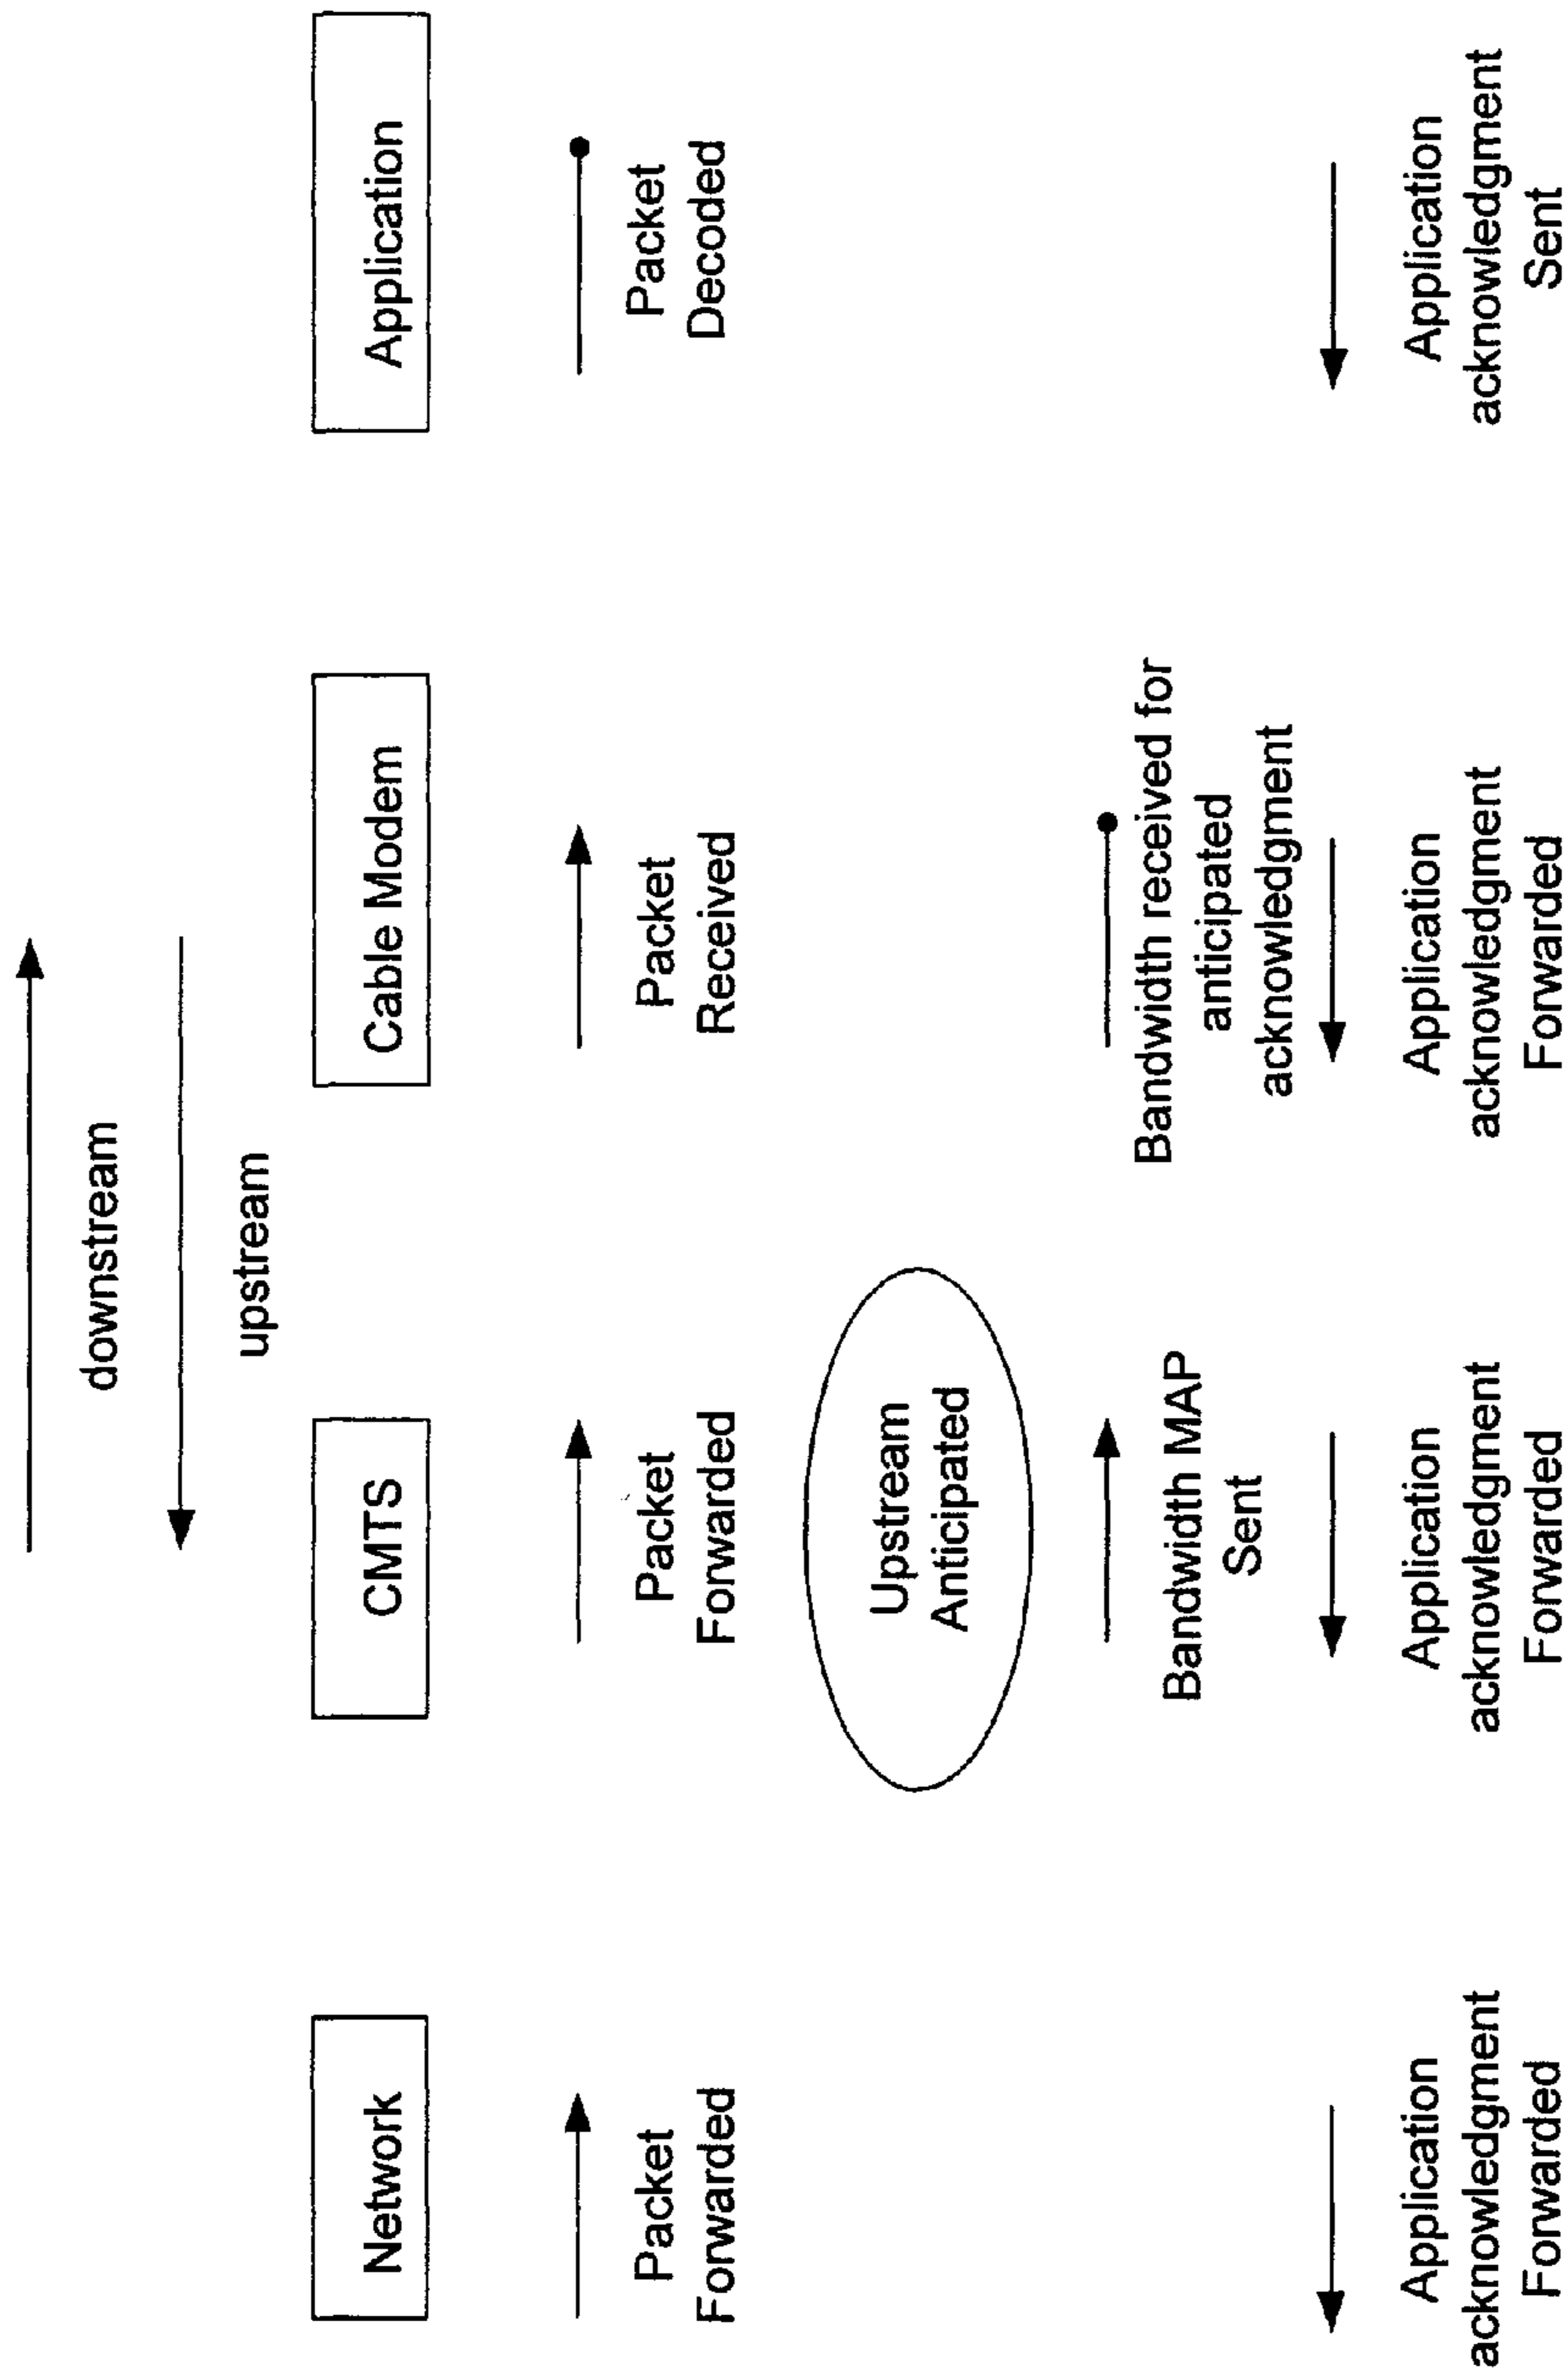 downstream
upstream
Network
CMTS
Cable Modem
Application
Packet
Forwarded
Packet
Forwarded
Packet
Received
Packet
Decoded
Upstream
Anticipated
Bandwidth MAP
Sent
Bandwidth received for
anticipated
acknowledgment
Application
acknowledgment
Forwarded
Application
acknowledgment
Forwarded
Application
acknowledgment
Forwarded
Application
acknowledgment
Sent